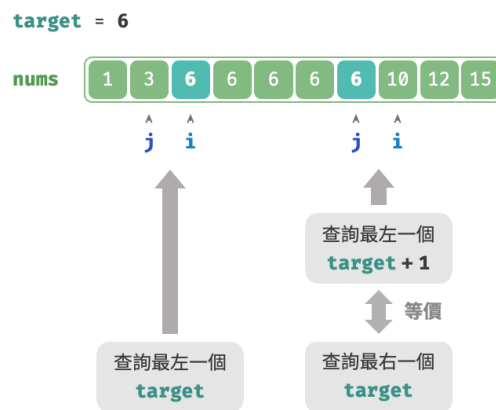 target = 6
nums 1 3 6 6 6 6 6 10 12 15
j i j i
查詢最左一個
target + 1
等價
查詢最左一個
target
查詢最右一個
target